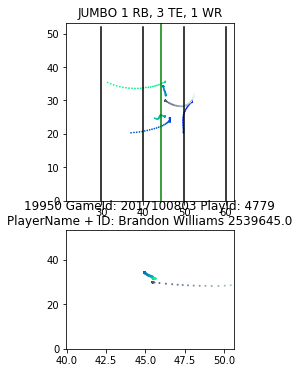 JUMBO 1 RB, 3 TE, 1 WR
50
40
30
20
10
0
30 40 50 60
19950 GameId: 2017100803 PlayId: 4779
PlayerName + ID: Brandon Williams 2539645.0
40
20
0
40.0 42.5 45.0 47.5 50.0